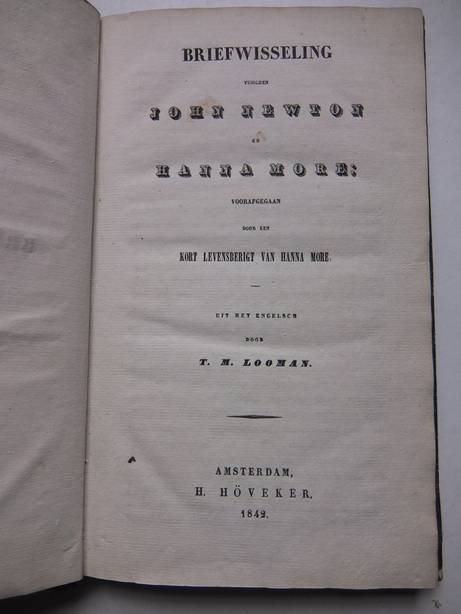 BRIEFWISSELING
TUSSCHEN
JOHN NEWTON
EN
HANNA MORE;
VOORAFGEGAAN
DOOR EEN
KORT LEVENSBERIGT VAN HANNA MORE.
UIT HET ENGELSCH
DOOR
T. M. LOOMAN.
AMSTERDAM,
H. HÖVEKER.
1842.